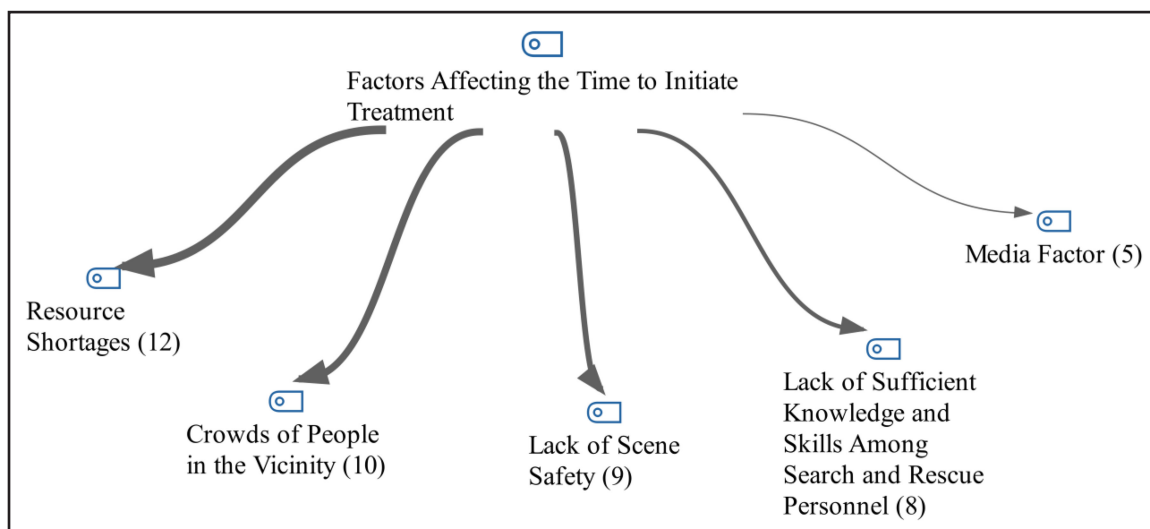 Factors Affecting the Time to Initiate
Treatment
Media Factor (5)
Resource
Shortages (12)
Crowds of People
in the Vicinity (10)
Lack of Scene
Safety (9)
Lack of Sufficient
Knowledge and
Skills Among
Search and Rescue
Personnel (8)